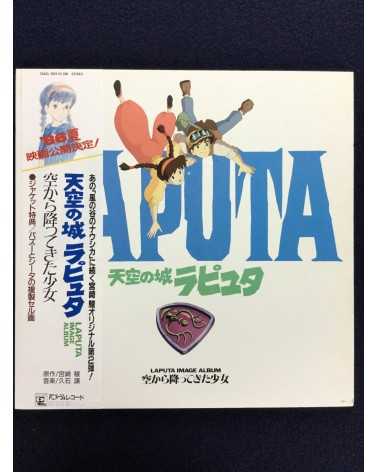 '86夏
映画公開決定!
あの「風の谷のナウシカ」に続く宮崎 駿オリジナル第2弾!
天空の城 ラピュタ
LAPUTA
IMAGE
ALBUM
空から降ってきた少女
●ジャケット特典/パズーとシータの複製セル画
原作/宮崎 駿
音楽/久石 譲
アニメージュレコード
LAPUTA
天空の城 ラピュタ
LAPUTA IMAGE ALBUM
空から降ってきた少女